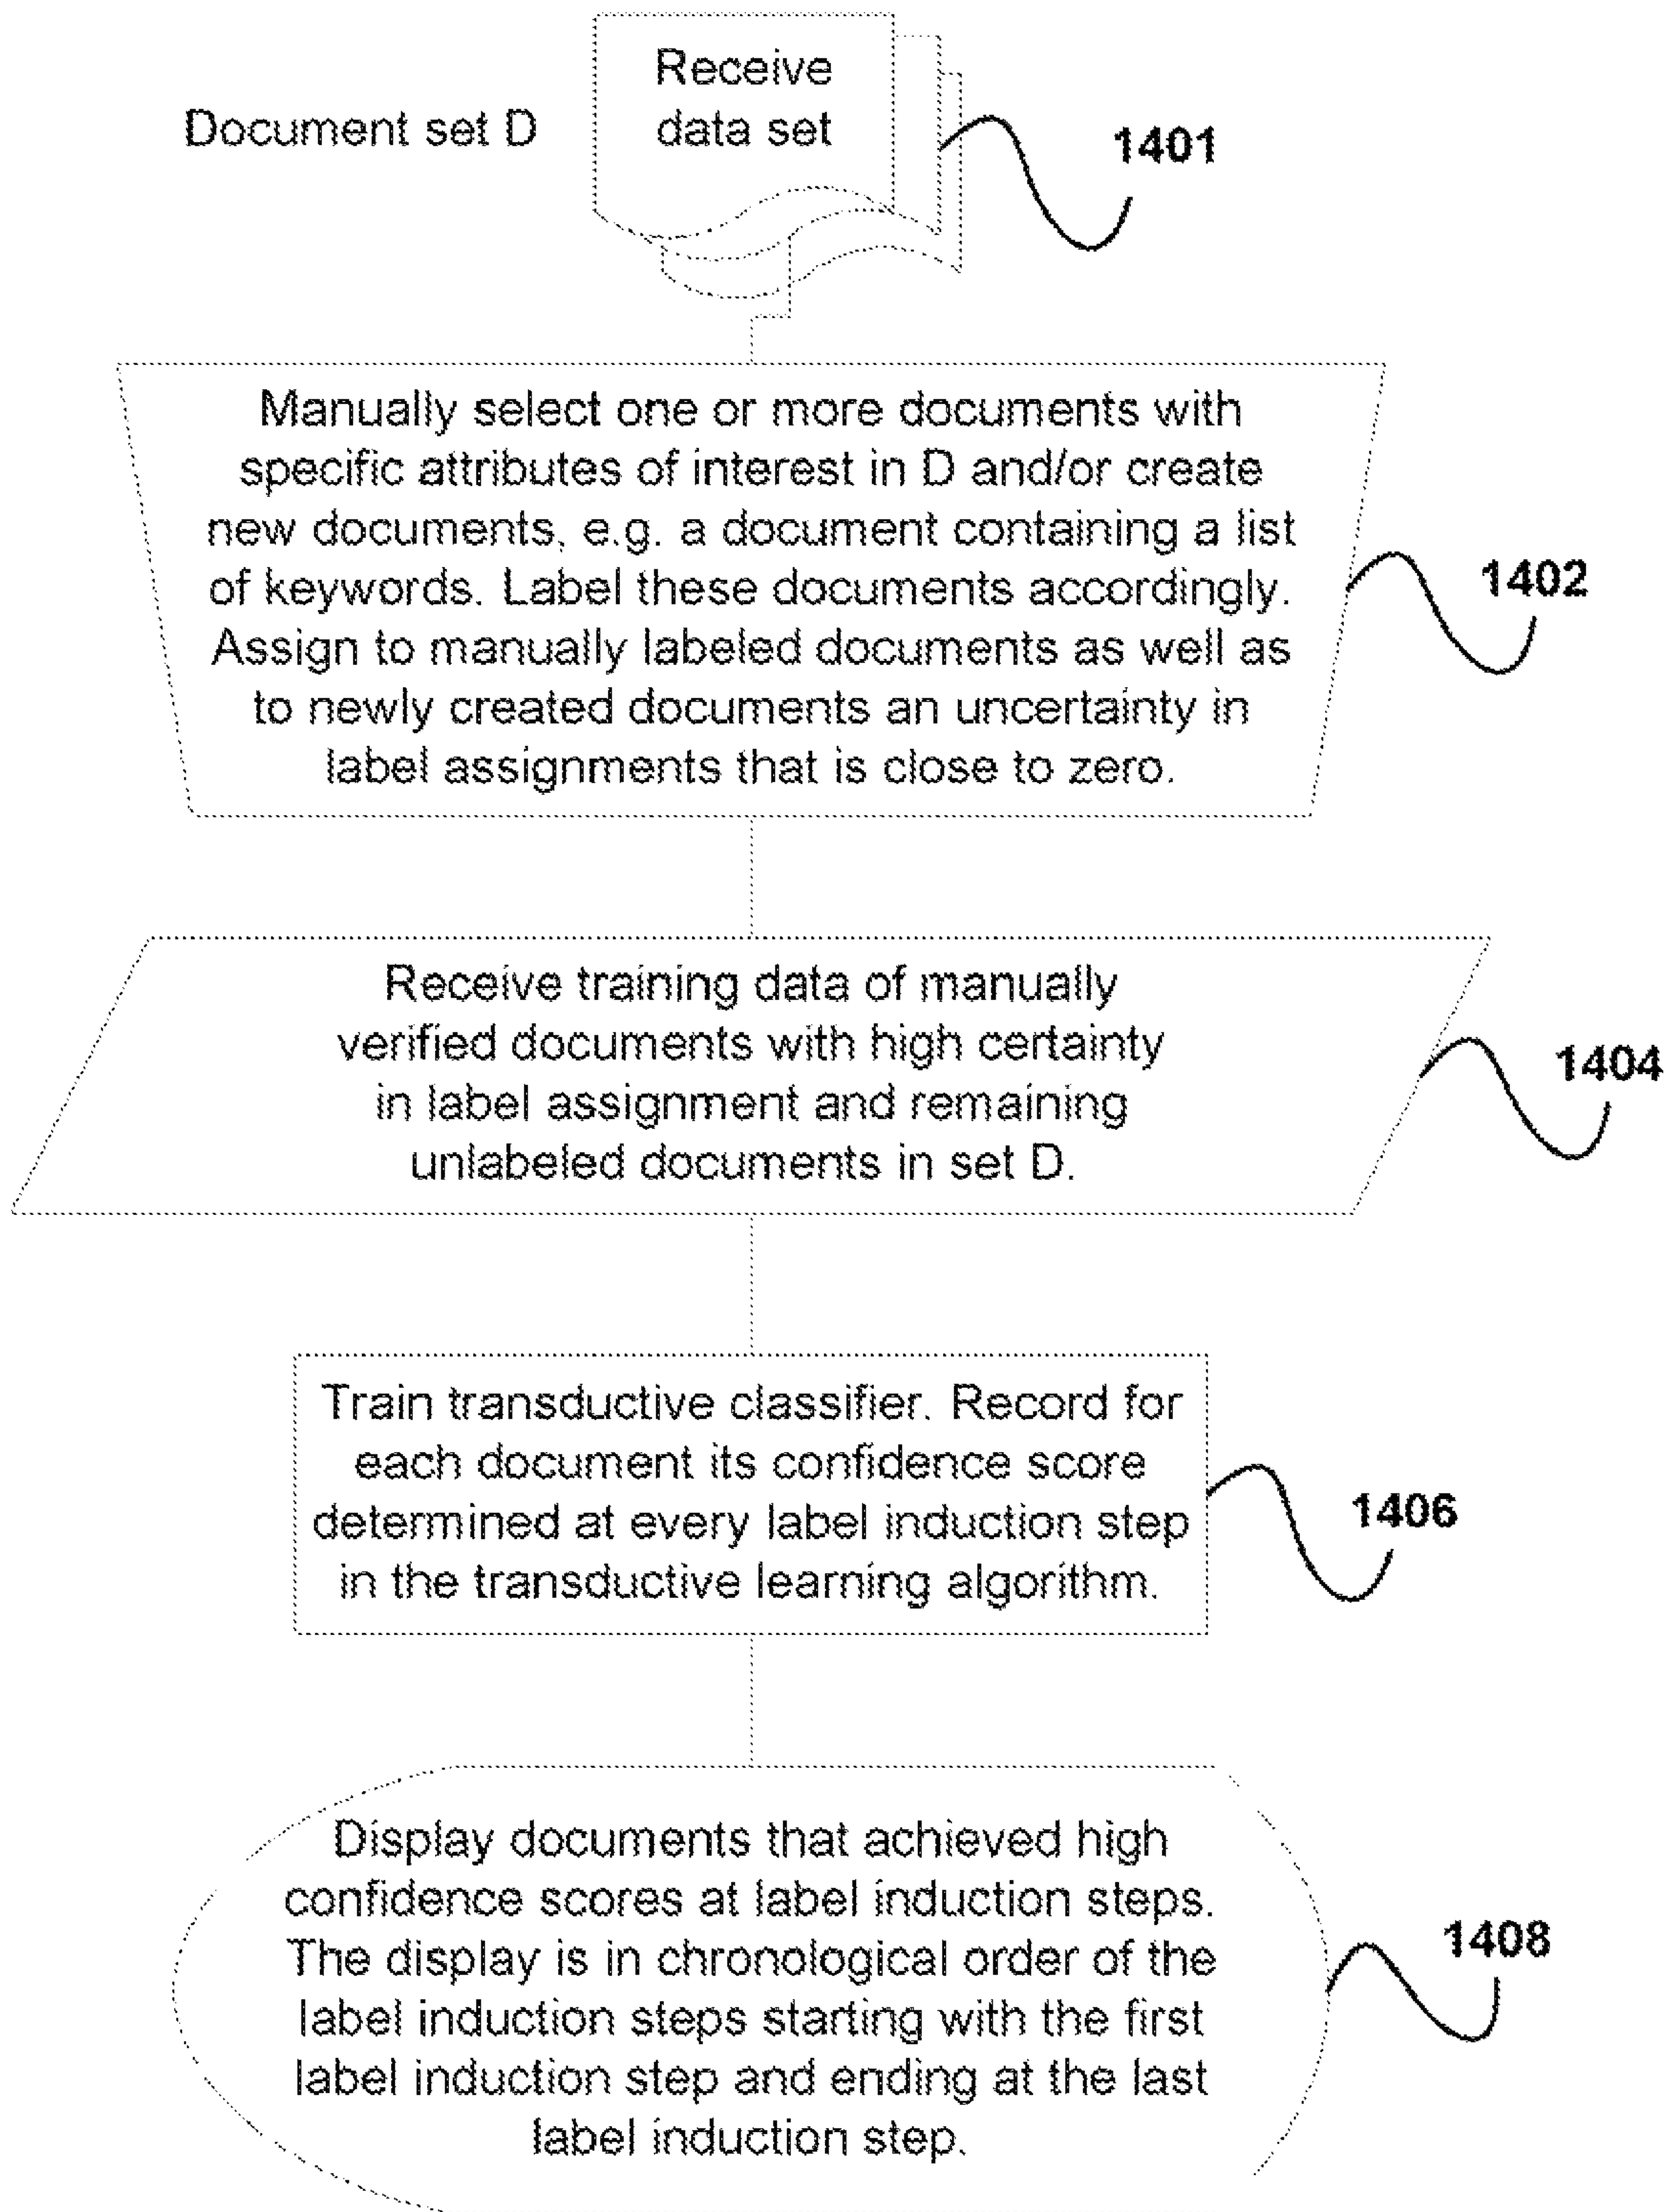 Receive
Document set D
data set
1401
Manually select one or more documents with
specific attributes of interest in D and/or create
new documents, e.g. a document containing a list
of keywords. Label these documents accordingly.
Assign to manually labeled documents as well as
to newly created documents an uncertainty in
label assignments that is close to zero.
1402
Receive training data of manually
verified documents with high certainty
in label assignment and remaining
unlabeled documents in set D.
1404
Train transductive classifier. Record for
each document its confidence score
determined at every label induction step
in the transductive learning algorithm.
1406
Display documents that achieved high
confidence scores at label induction steps.
The display is in chronological order of the
label induction steps starting with the first
label induction step and ending at the last
label induction step.
1408